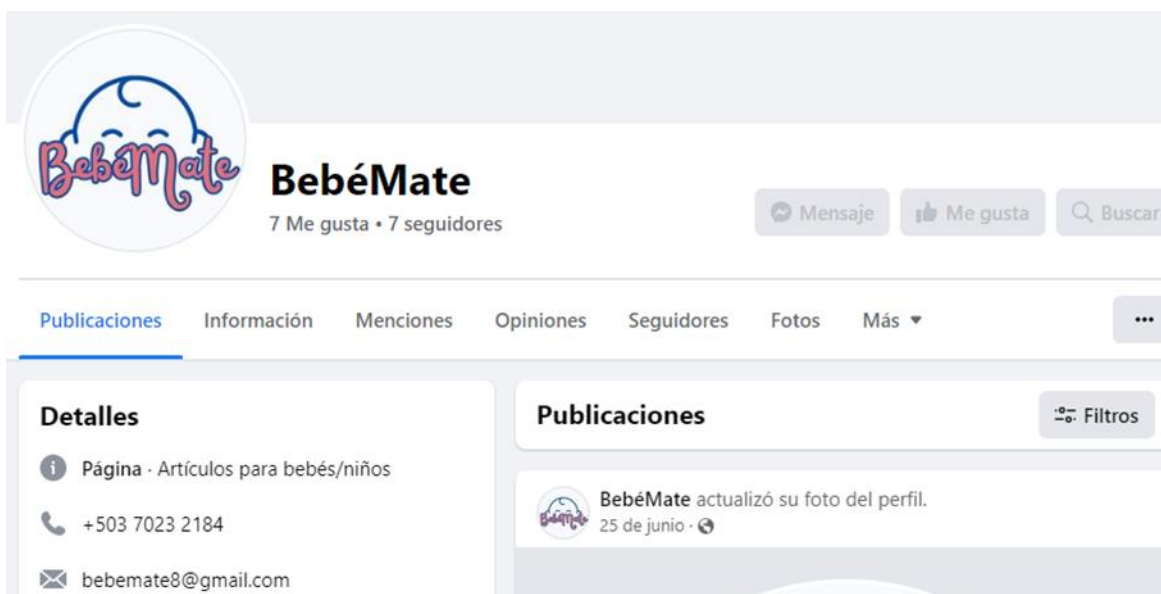 BebéMate
BebéMate
7 Me gusta • 7 seguidores
Mensaje
Me gusta
Buscar
Publicaciones
Información
Menciones
Opiniones
Seguidores
Fotos
Más
Detalles
Página · Artículos para bebés/niños
+503 7023 2184
bebemate8@gmail.com
Publicaciones
Filtros
BebéMate
BebéMate actualizó su foto del perfil.
25 de junio ·